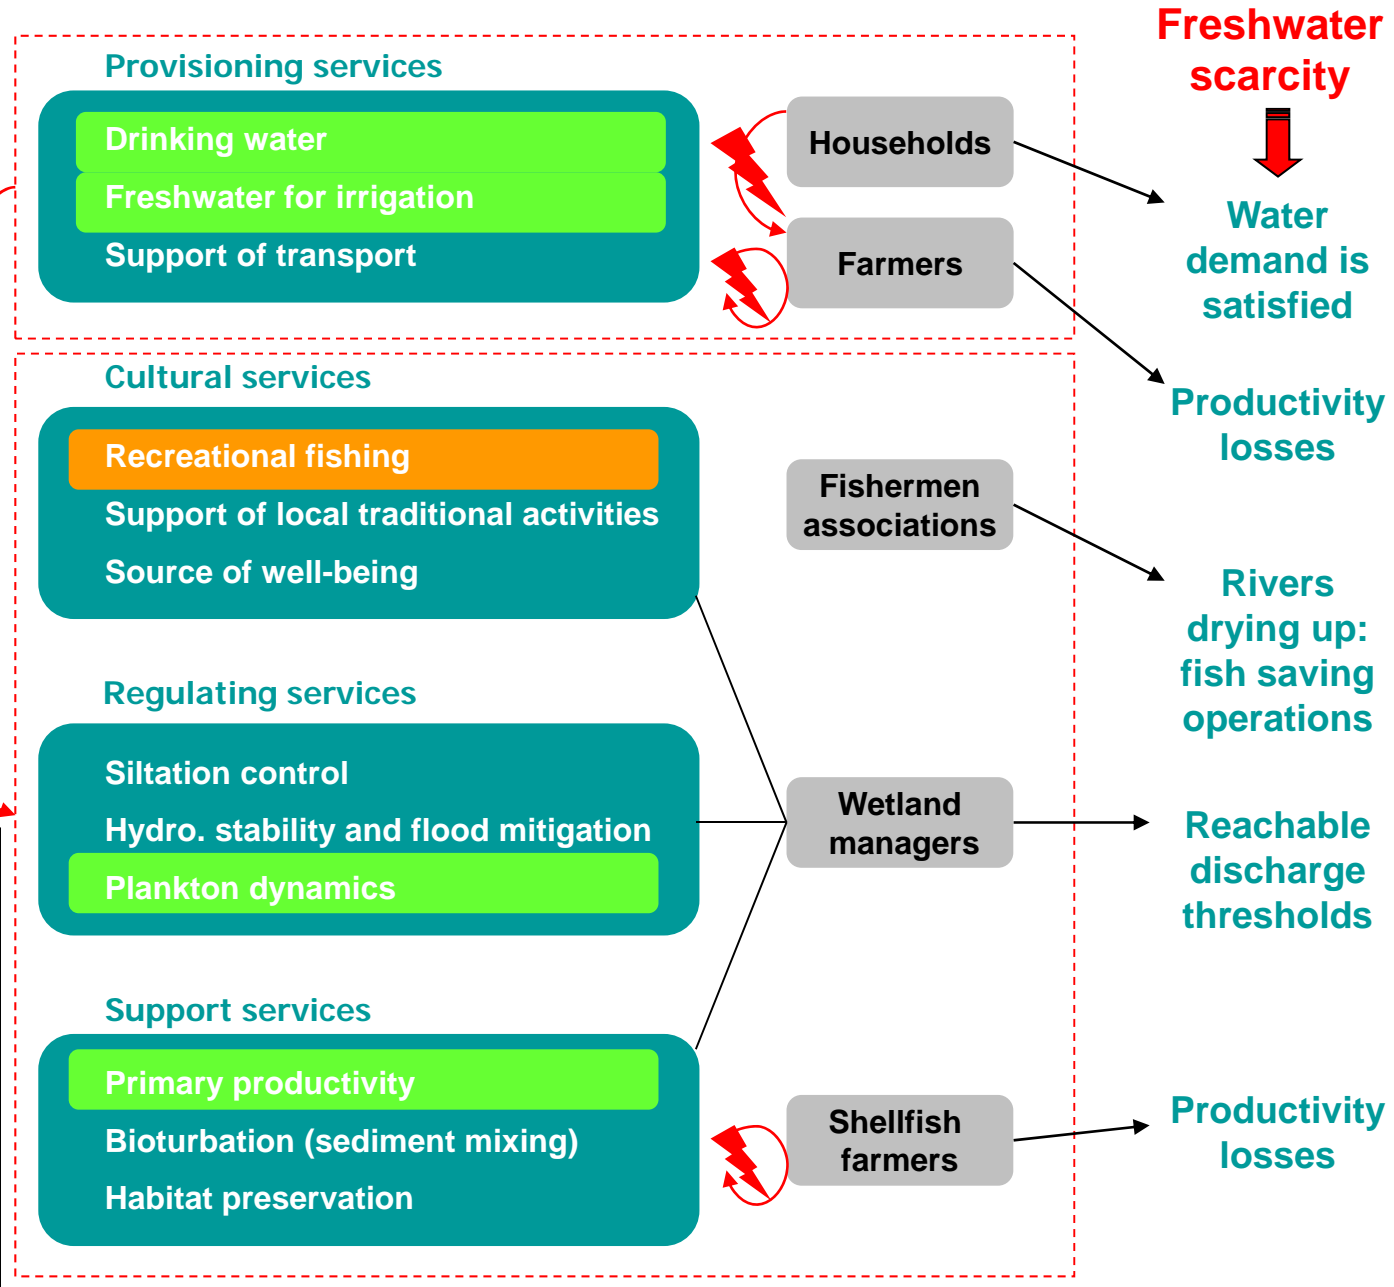 Freshwater
scarcity
Provisioning services
Drinking water
Freshwater for irrigation
Support of transport
Households
Farmers
Water
demand is
satisfied
Productivity
losses
Cultural services
Recreational fishing
Support of local traditional activities
Source of well-being
Fishermen
associations
Rivers
drying up:
fish saving
operations
Regulating services
Siltation control
Hydro. stability and flood mitigation
Plankton dynamics
Wetland
managers
Reachable
discharge
thresholds
Support services
Primary productivity
Bioturbation (sediment mixing)
Habitat preservation
Shellfish
farmers
Productivity
losses